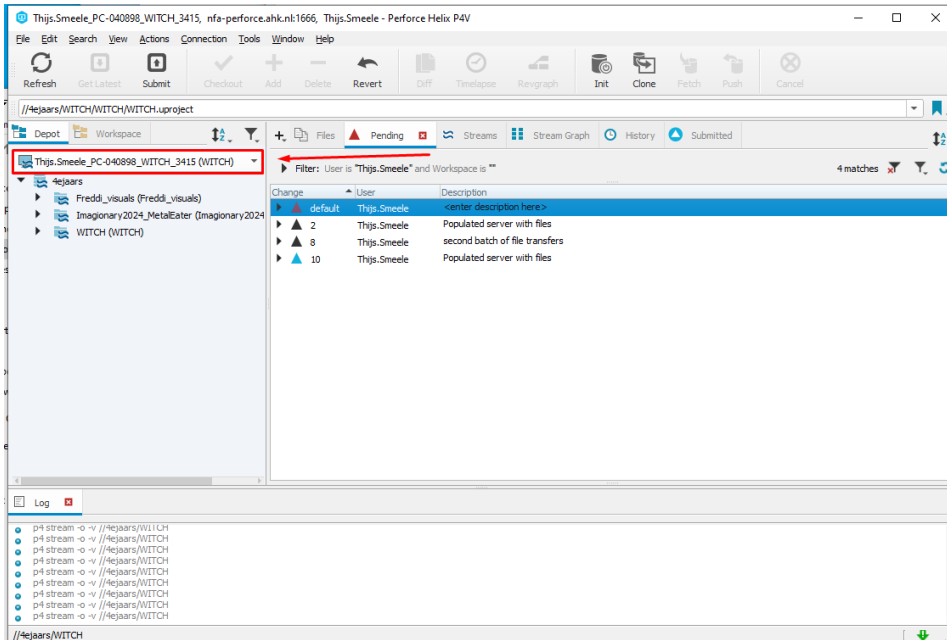 Thijs.Smeele_PC-040898_WITCH_3415, nfa-perforce.ahk.nl:1666, Thijs.Smeele - Perforce Helix P4V
File Edit Search View Actions Connection Tools Window Help
Refresh Get Latest Submit Checkout Add Delete Revert Diff Timelapse Revgraph Init Clone Fetch Push Cancel
//4ejaars/WITCH/WITCH/WITCH.uproject
Depot Workspace Files Pending Streams Stream Graph History Submitted
Thijs.Smeele_PC-040898_WITCH_3415 (WITCH)
Filter: User is "Thijs.Smeele" and Workspace is "" 4 matches
4ejaars
Freddi_visuals (Freddi_visuals)
Imagionary2024_MetalEater (Imagionary2024
WITCH (WITCH)
Change User Description
default Thijs.Smeele <enter description here>
2 Thijs.Smeele Populated server with files
8 Thijs.Smeele second batch of file transfers
10 Thijs.Smeele Populated server with files
Log
p4 stream -o -v //4ejaars/WITCH
p4 stream -o -v //4ejaars/WITCH
p4 stream -o -v //4ejaars/WITCH
p4 stream -o -v //4ejaars/WITCH
p4 stream -o -v //4ejaars/WITCH
p4 stream -o -v //4ejaars/WITCH
p4 stream -o -v //4ejaars/WITCH
p4 stream -o -v //4ejaars/WITCH
p4 stream -o -v //4ejaars/WITCH
//4ejaars/WITCH